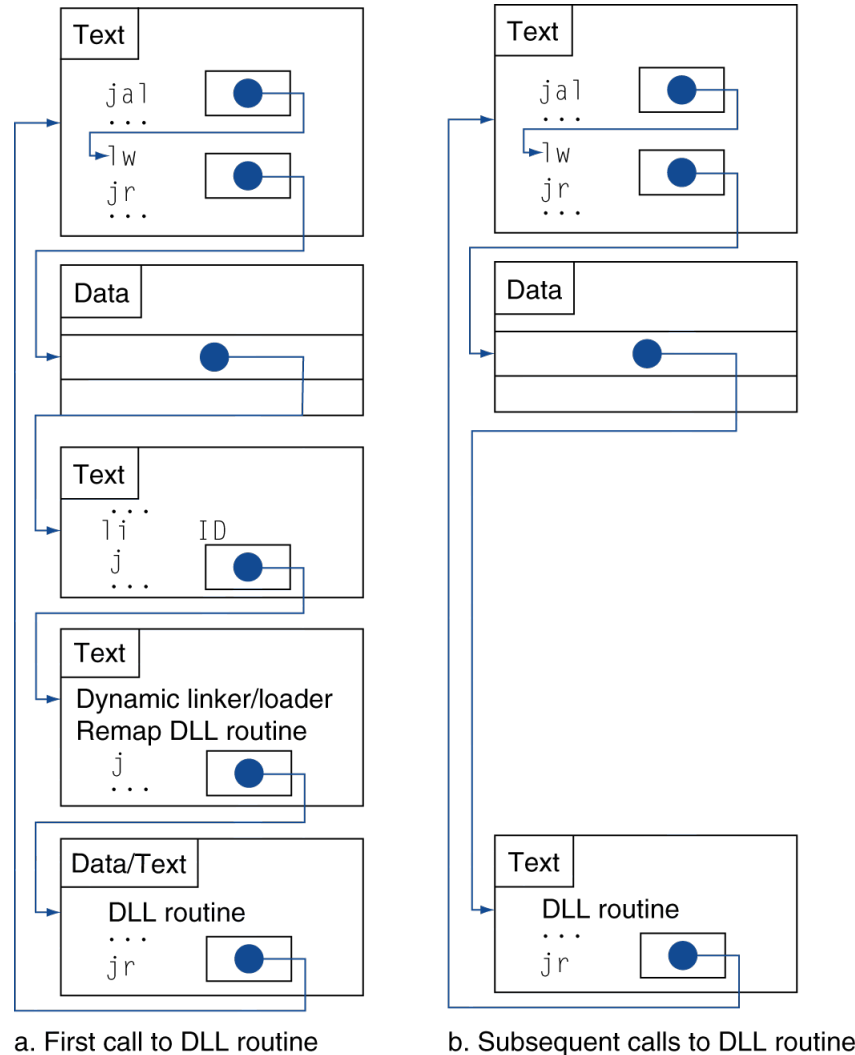 Text
jal
...
lw
jr
...
Data
Text
...
li ID
j
...
Text
Dynamic linker/loader
Remap DLL routine
j
...
Data/Text
DLL routine
...
jr
a. First call to DLL routine
Text
jal
...
lw
jr
...
Data
Text
DLL routine
...
jr
b. Subsequent calls to DLL routine